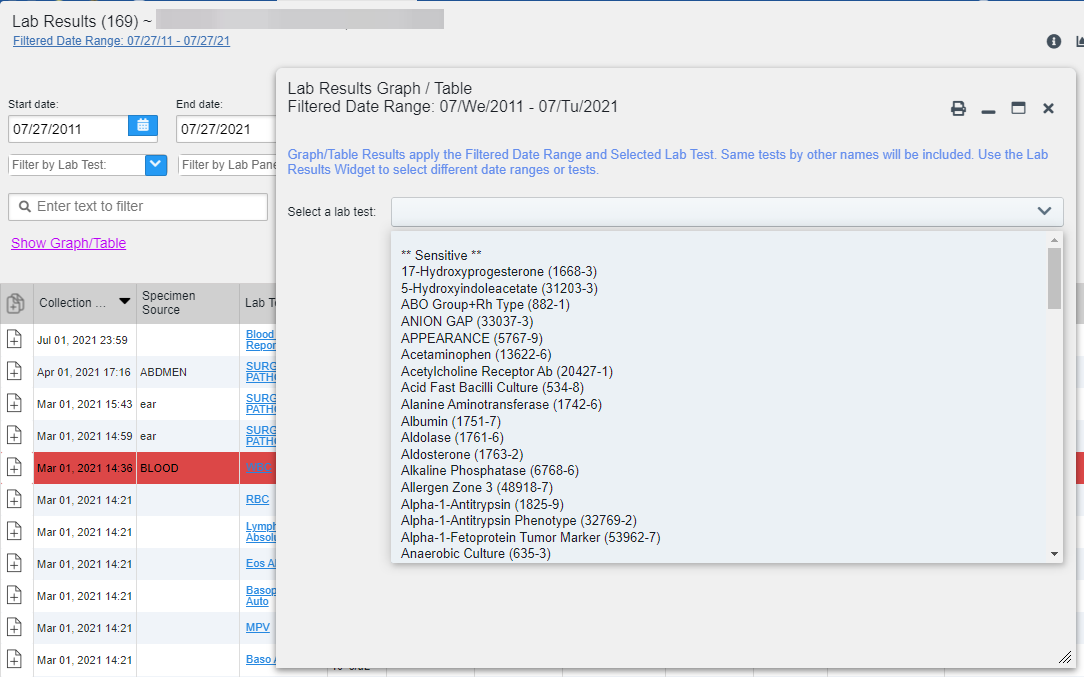 Lab Results (169) ~
Filtered Date Range: 07/27/11 - 07/27/21
Start date:
End date:
07/27/2011
07/27/2021
Filter by Lab Test:
Filter by Lab Pane
Enter text to filter
Show Graph/Table
Collection ...
Specimen
Source
Lab T
Jul 01, 2021 23:59
Blood
Repor
Apr 01, 2021 17:16 ABDMEN
SURG
PATH
Mar 01, 2021 15:43 ear
SURG
PATH
Mar 01, 2021 14:59 ear
SURG
PATH
Mar 01, 2021 14:36 BLOOD
Mar 01, 2021 14:21
RBC
Mar 01, 2021 14:21
Lymph
Absolu
Mar 01, 2021 14:21
Eos A
Mar 01, 2021 14:21
Basop
Auto
Mar 01, 2021 14:21
MPV
Mar 01, 2021 14:21
Baso A
Lab Results Graph / Table
Filtered Date Range: 07/We/2011 - 07/Tu/2021
Graph/Table Results apply the Filtered Date Range and Selected Lab Test. Same tests by other names will be included. Use the Lab
Results Widget to select different date ranges or tests.
Select a lab test:
** Sensitive **
17-Hydroxyprogesterone (1668-3)
5-Hydroxyindoleacetate (31203-3)
ABO Group+Rh Type (882-1)
ANION GAP (33037-3)
APPEARANCE (5767-9)
Acetaminophen (13622-6)
Acetylcholine Receptor Ab (20427-1)
Acid Fast Bacilli Culture (534-8)
Alanine Aminotransferase (1742-6)
Albumin (1751-7)
Aldolase (1761-6)
Aldosterone (1763-2)
Alkaline Phosphatase (6768-6)
Allergen Zone 3 (48918-7)
Alpha-1-Antitrypsin (1825-9)
Alpha-1-Antitrypsin Phenotype (32769-2)
Alpha-1-Fetoprotein Tumor Marker (53962-7)
Anaerobic Culture (635-3)